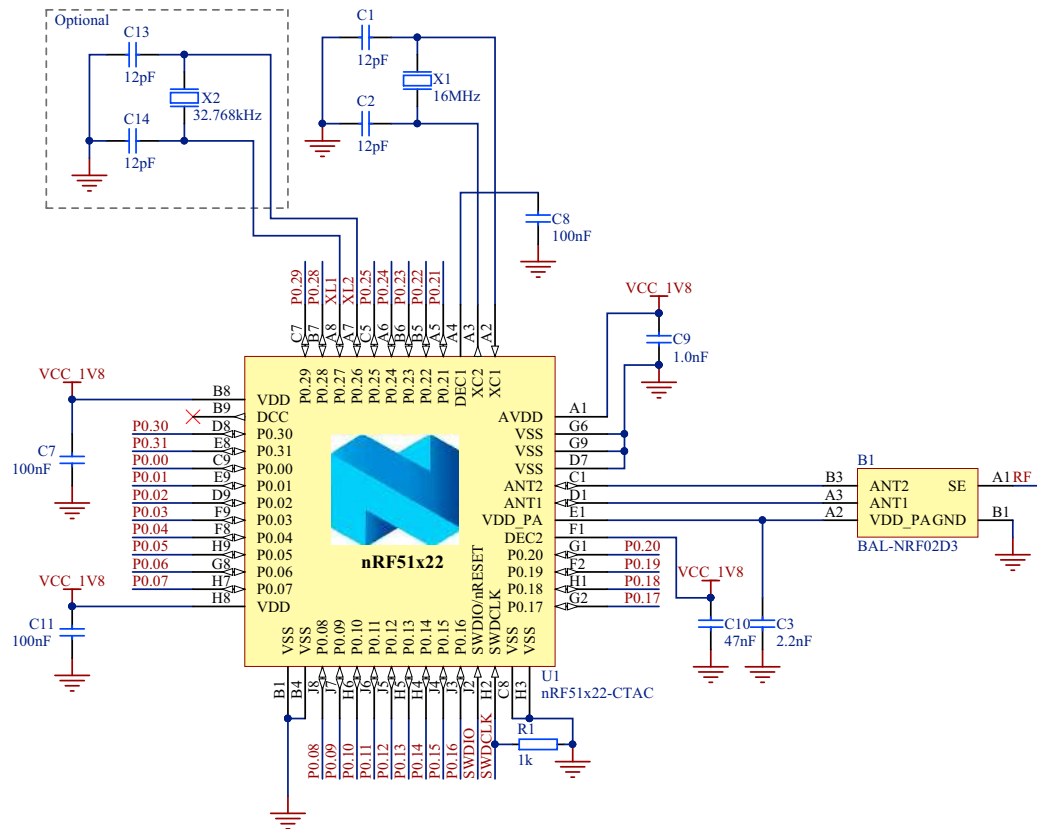 Optional
C13
12pF
X2
32.768kHz
C14
12pF
C1
12pF
X1
16MHz
C2
12pF
C8
100nF
P0.29
P0.28
XL1
XL2
P0.25
P0.24
P0.23
P0.22
P0.21
C7
B7
A8
A7
C5
A6
B6
B5
A5
A4
A3
A2
P0.29
P0.28
P0.27
P0.26
P0.25
P0.24
P0.23
P0.22
P0.21
DEC1
XC2
XC1
VCC_1V8
C9
1.0nF
VCC_1V8
C7
100nF
B8 VDD
B9 DCC
P0.30 D8 P0.30
P0.31 E8 P0.31
P0.00 C9 P0.00
P0.01 E9 P0.01
P0.02 D9 P0.02
P0.03 F9 P0.03
P0.04 F8 P0.04
P0.05 H9 P0.05
P0.06 G8 P0.06
P0.07 H7 P0.07
H8 VDD
VCC_1V8
C11
100nF
nRF51x22
AVDD A1
VSS G6
VSS G9
VSS D7
ANT2 C1
ANT1 D1
VDD_PA E1
DEC2 F1
P0.20 G1 P0.20
P0.19 F2 P0.19
P0.18 H1 P0.18
P0.17 G2 P0.17
B1
B3 ANT2 SE A1 RF
A3 ANT1
A2 VDD_PA GND B1
BAL-NRF02D3
VCC_1V8
C10
47nF
C3
2.2nF
VSS
VSS
P0.08
P0.09
P0.10
P0.11
P0.12
P0.13
P0.14
P0.15
P0.16
SWDIO/nRESET
SWDCLK
VSS
VSS
U1
nRF51x22-CTAC
B1
B4
J8
J7
H6
J6
J5
H5
H4
J4
J3
J2
H2
C8
H3
P0.08
P0.09
P0.10
P0.11
P0.12
P0.13
P0.14
P0.15
P0.16
SWDIO
SWDCLK
R1
1k